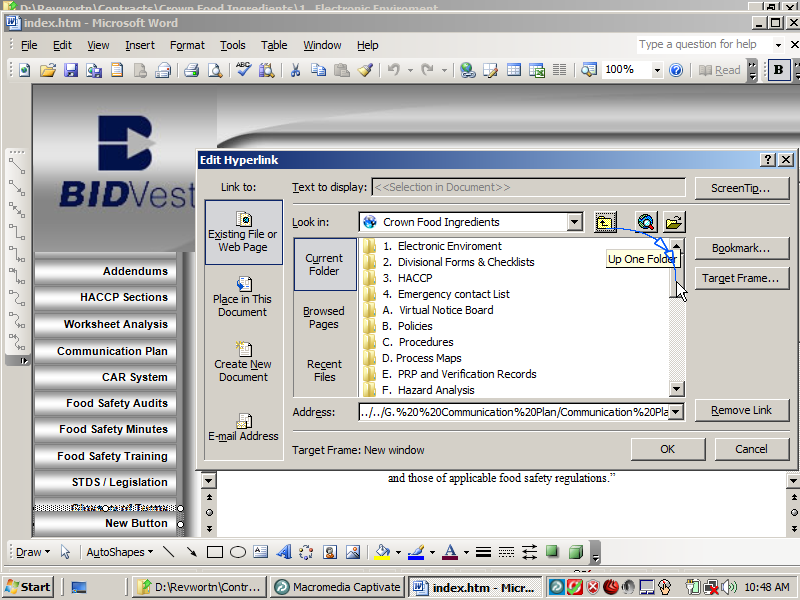 D:\Revwortn\Contracts\Crown Food Ingredients\1. Electronic Enviroment
index.htm - Microsoft Word
File Edit View Insert Format Tools Table Window Help
Type a question for help
100%
Read
B
BIDVest
Addendums
HACCP Sections
Worksheet Analysis
Communication Plan
CAR System
Food Safety Audits
Food Safety Minutes
Food Safety Training
STDS / Legislation
New Button
Edit Hyperlink
Link to:
Text to display: <<Selection in Document>>
ScreenTip...
Existing File or
Web Page
Look in: Crown Food Ingredients
Current
Folder
Browsed
Pages
Recent
Files
1. Electronic Enviroment
2. Divisional Forms & Checklists
3. HACCP
4. Emergency contact List
A. Virtual Notice Board
B. Policies
C. Procedures
D. Process Maps
E. PRP and Verification Records
F. Hazard Analysis
Up One Folder
Bookmark...
Target Frame...
Place in This
Document
Create New
Document
E-mail Address
Address: ../../G.%20%20Communication%20Plan/Communication%20Pla
Remove Link
Target Frame: New window
OK
Cancel
and those of applicable food safety regulations.”
Draw
AutoShapes
A
Start
D:\Revwortn\Contr...
Macromedia Captivate
index.htm - Micr...
10:48 AM